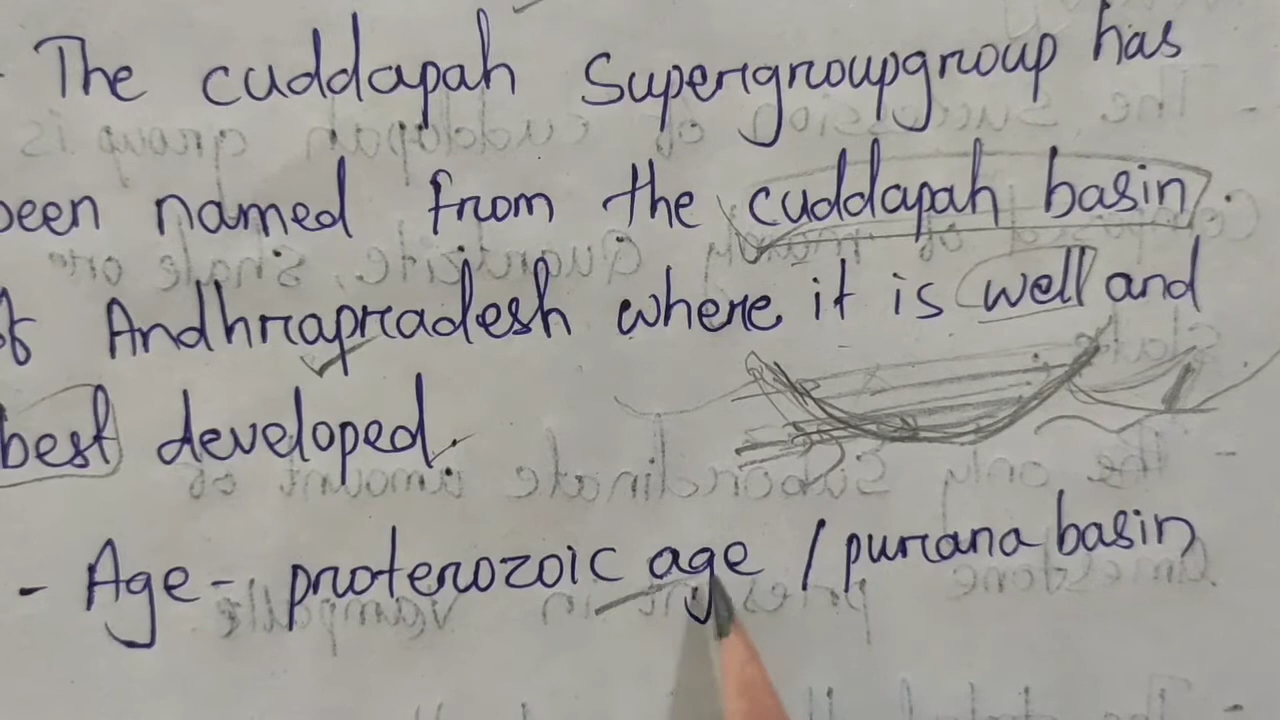 - The cuddapah Supergroupgroup has
been named from the cuddapah basin
of Andhrapradesh where it is well and
best developed.
- Age - proterozoic age / purana basin